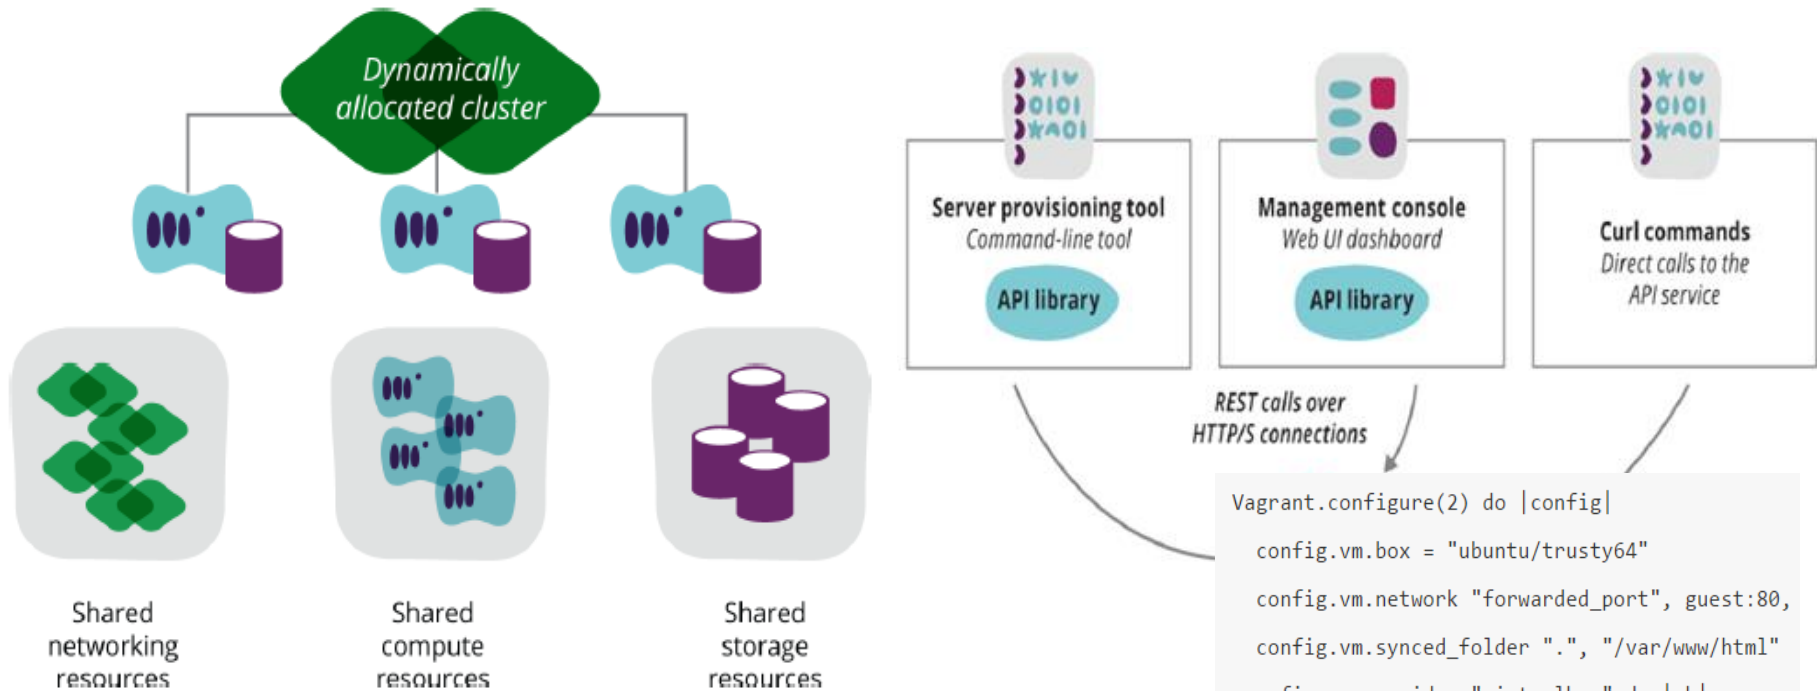 Dynamically
allocated cluster
Shared
networking
resources
Shared
compute
resources
Shared
storage
resources
Server provisioning tool
Command-line tool
API library
Management console
Web UI dashboard
API library
Curl commands
Direct calls to the
API service
REST calls over
HTTP/S connections
Vagrant.configure(2) do |config|
config.vm.box = "ubuntu/trusty64"
config.vm.network "forwarded_port", guest:80,
config.vm.synced_folder ".", "/var/www/html"